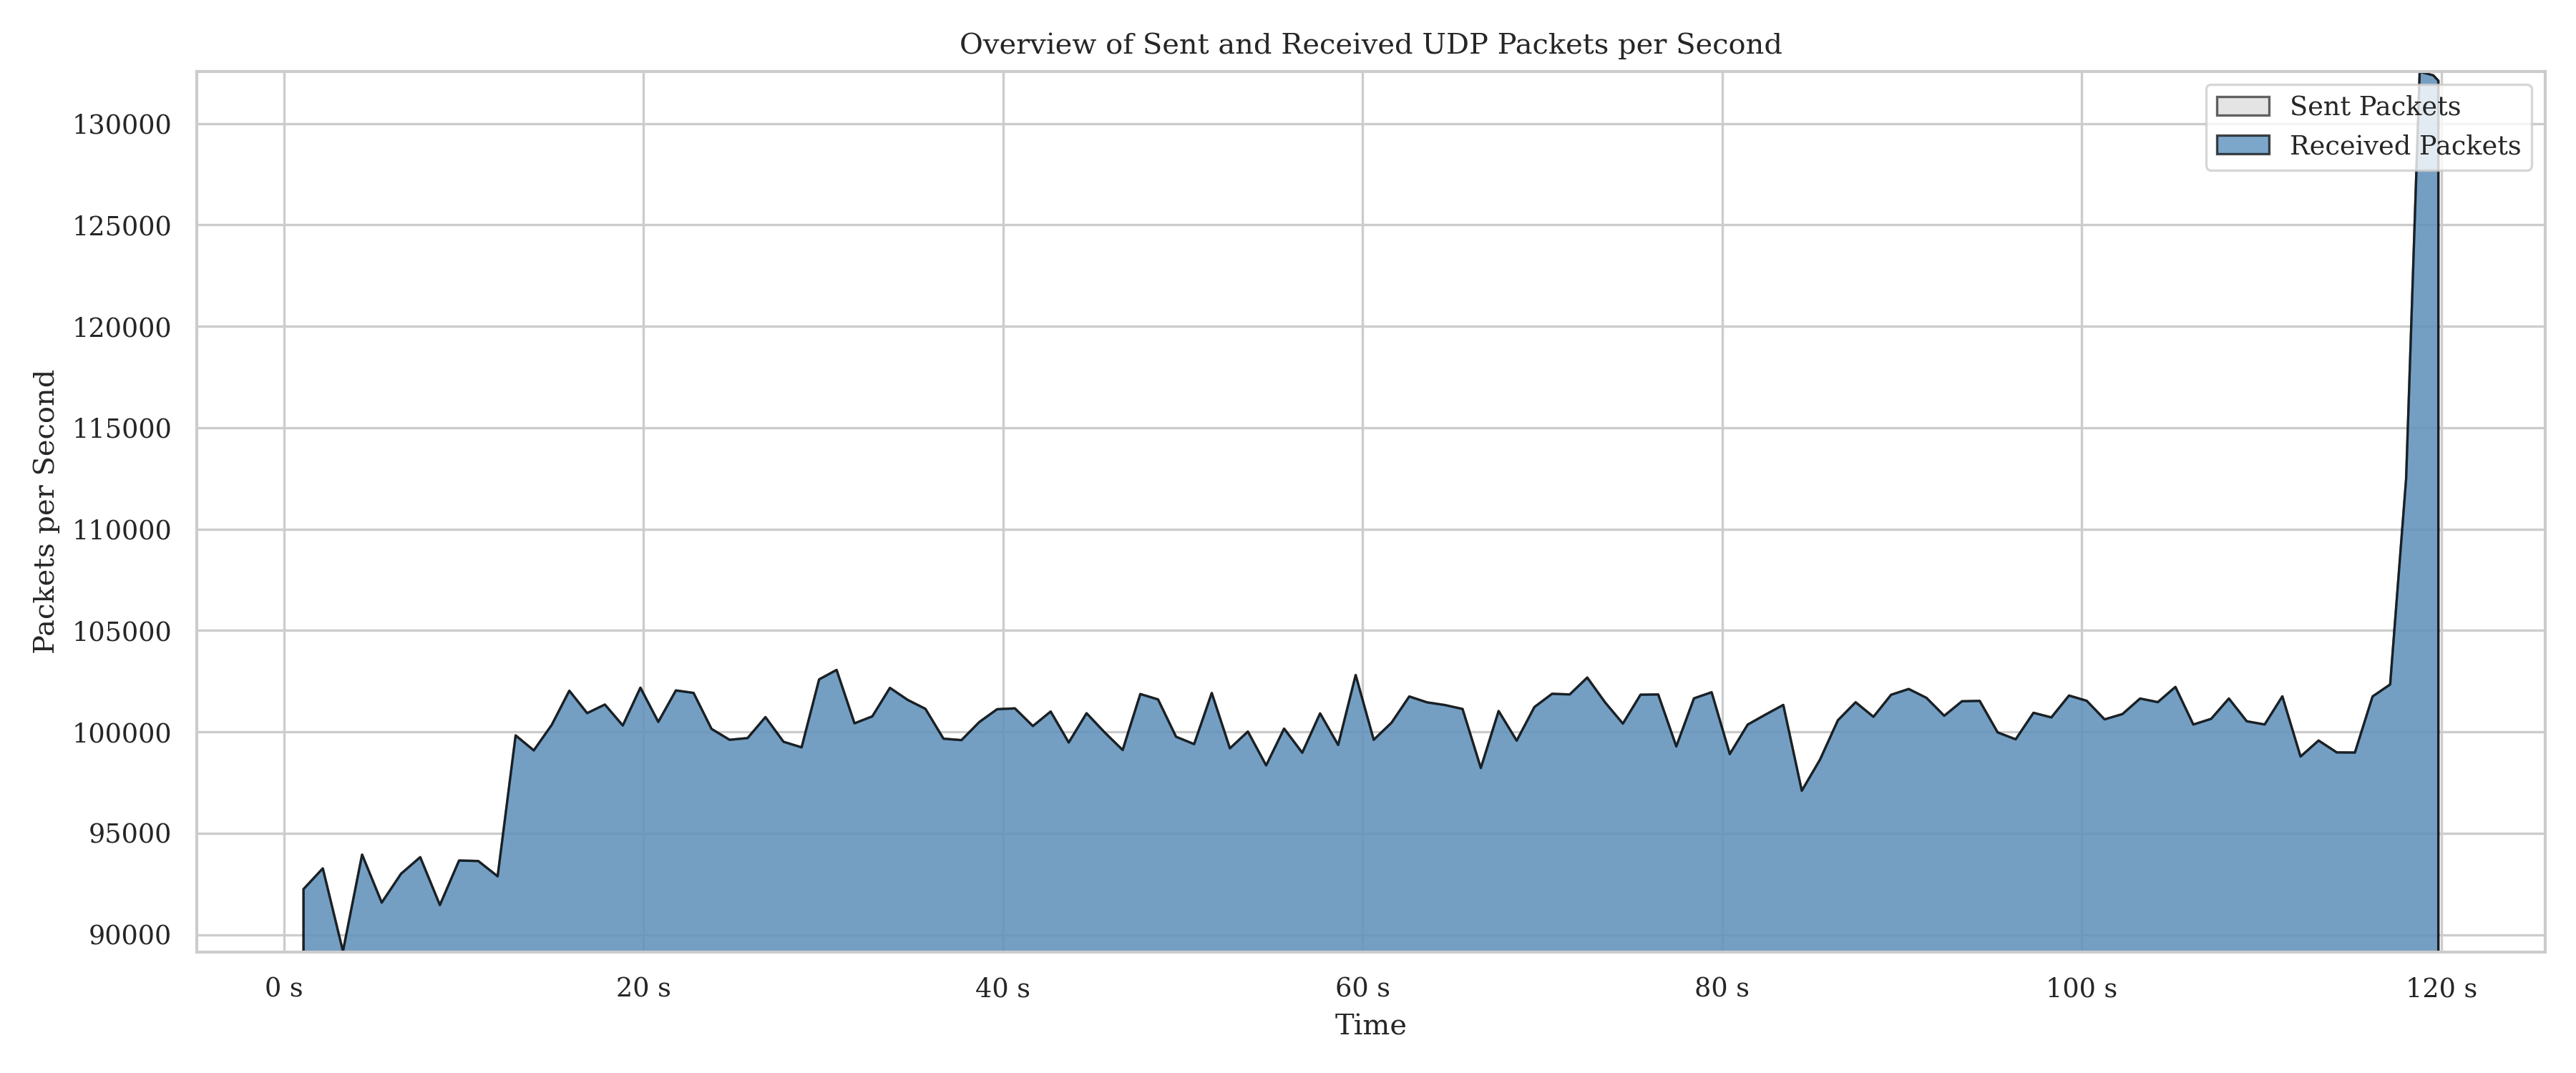 Overview of Sent and Received UDP Packets per Second
Sent Packets
Received Packets
Packets per Second
130000
125000
120000
115000
110000
105000
100000
95000
90000
0 s
20 s
40 s
60 s
80 s
100 s
120 s
Time